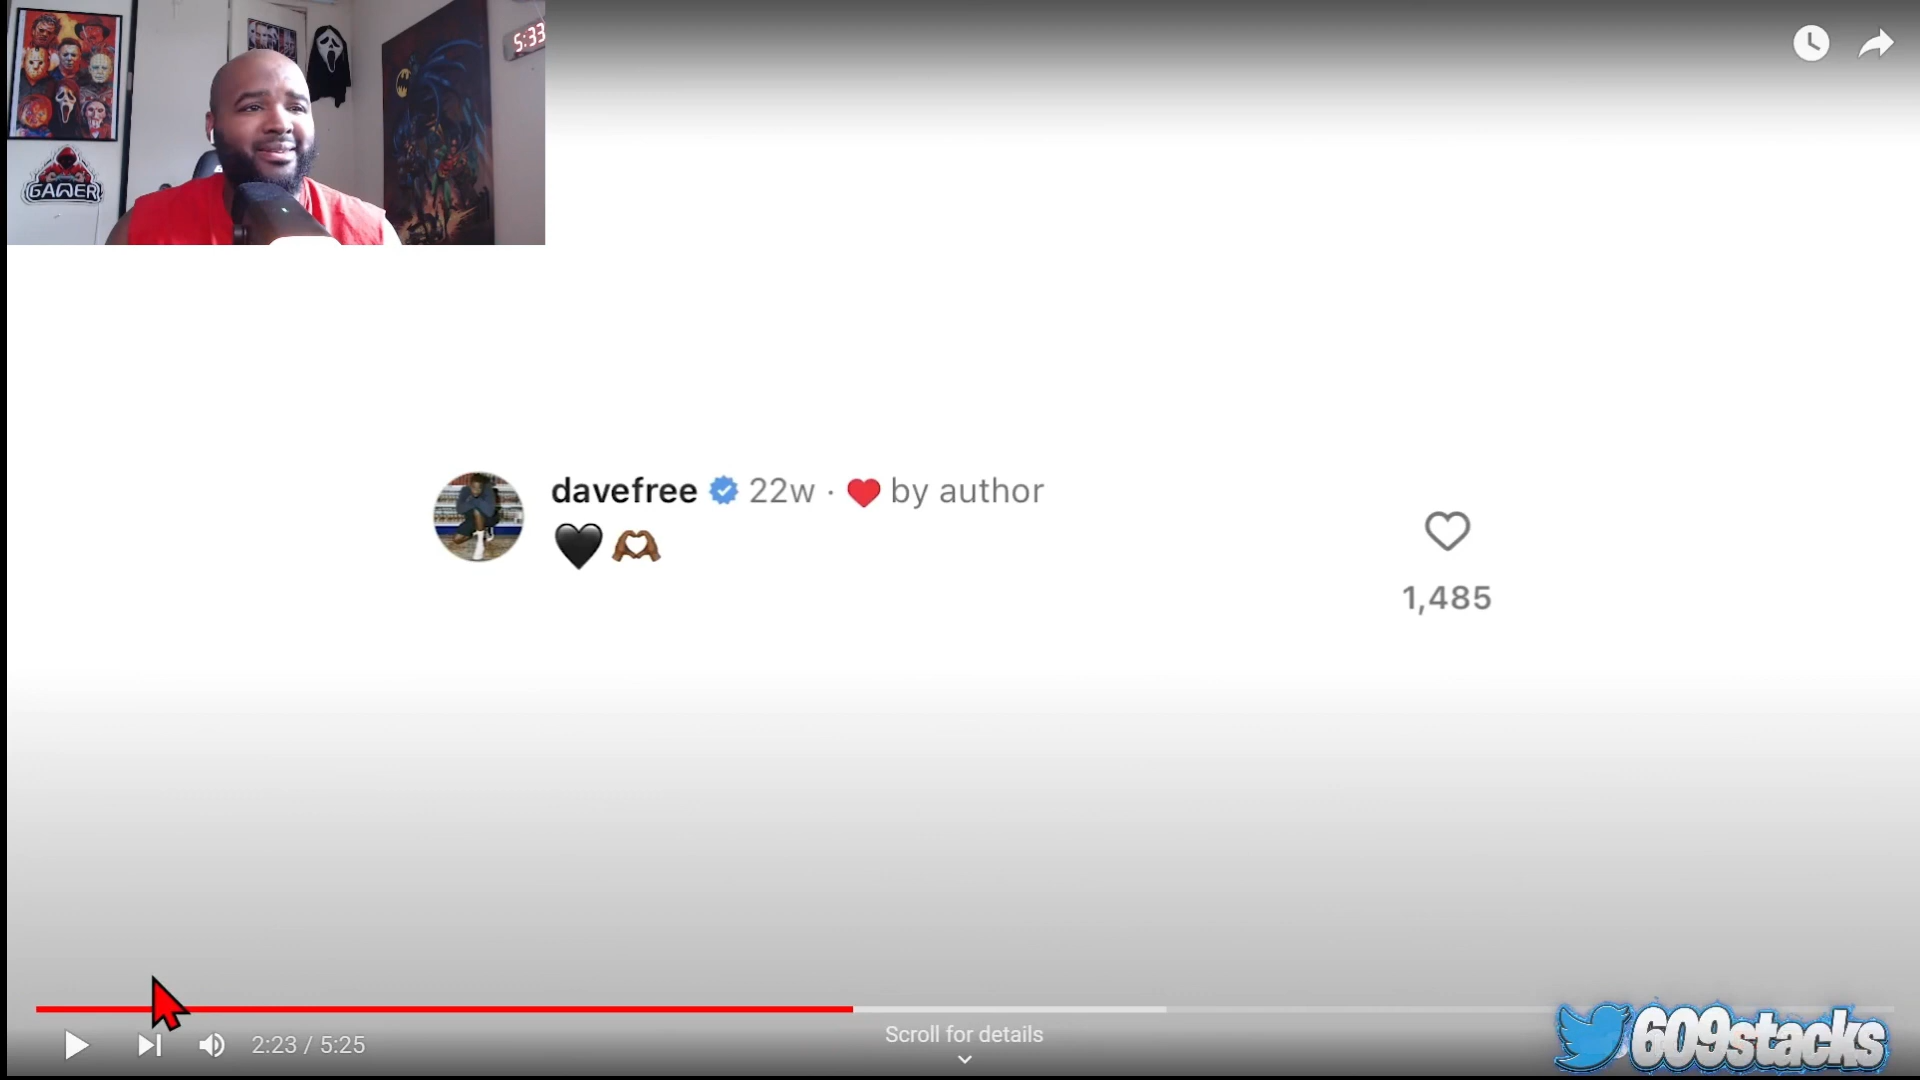 5:33
GAMER
davefree 22w · ❤️ by author
🖤 🫶🏾
1,485
2:23 / 5:25
Scroll for details
609stacks